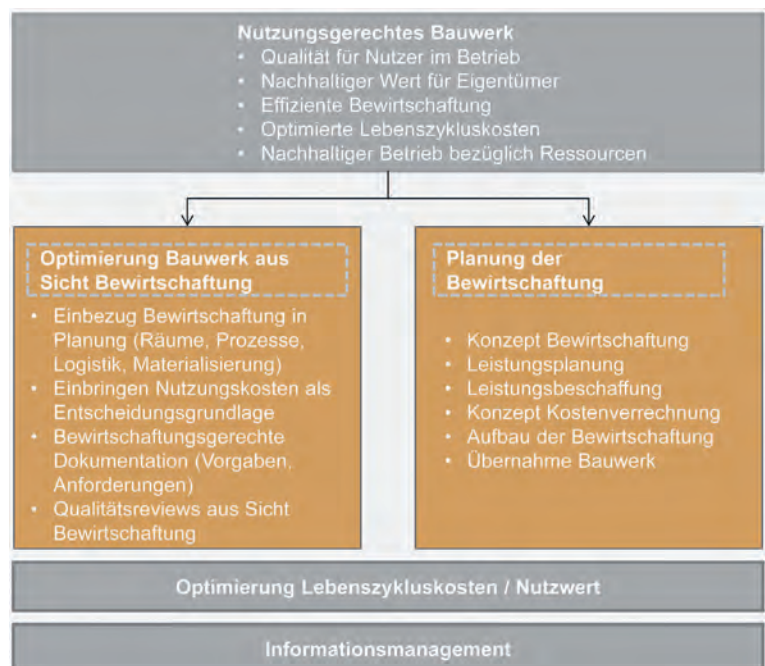 Nutzungsgerechtes Bauwerk
• Qualität für Nutzer im Betrieb
• Nachhaltiger Wert für Eigentümer
• Effiziente Bewirtschaftung
• Optimierte Lebenszykluskosten
• Nachhaltiger Betrieb bezüglich Ressourcen
Optimierung Bauwerk aus
Sicht Bewirtschaftung
• Einbezug Bewirtschaftung in
Planung (Räume, Prozesse,
Logistik, Materialisierung)
• Einbringen Nutzungskosten als
Entscheidungsgrundlage
• Bewirtschaftungsgerechte
Dokumentation (Vorgaben,
Anforderungen)
• Qualitätsreviews aus Sicht
Bewirtschaftung
Planung der
Bewirtschaftung
• Konzept Bewirtschaftung
• Leistungsplanung
• Leistungsbeschaffung
• Konzept Kostenverrechnung
• Aufbau der Bewirtschaftung
• Übernahme Bauwerk
Optimierung Lebenszykluskosten / Nutzwert
Informationsmanagement